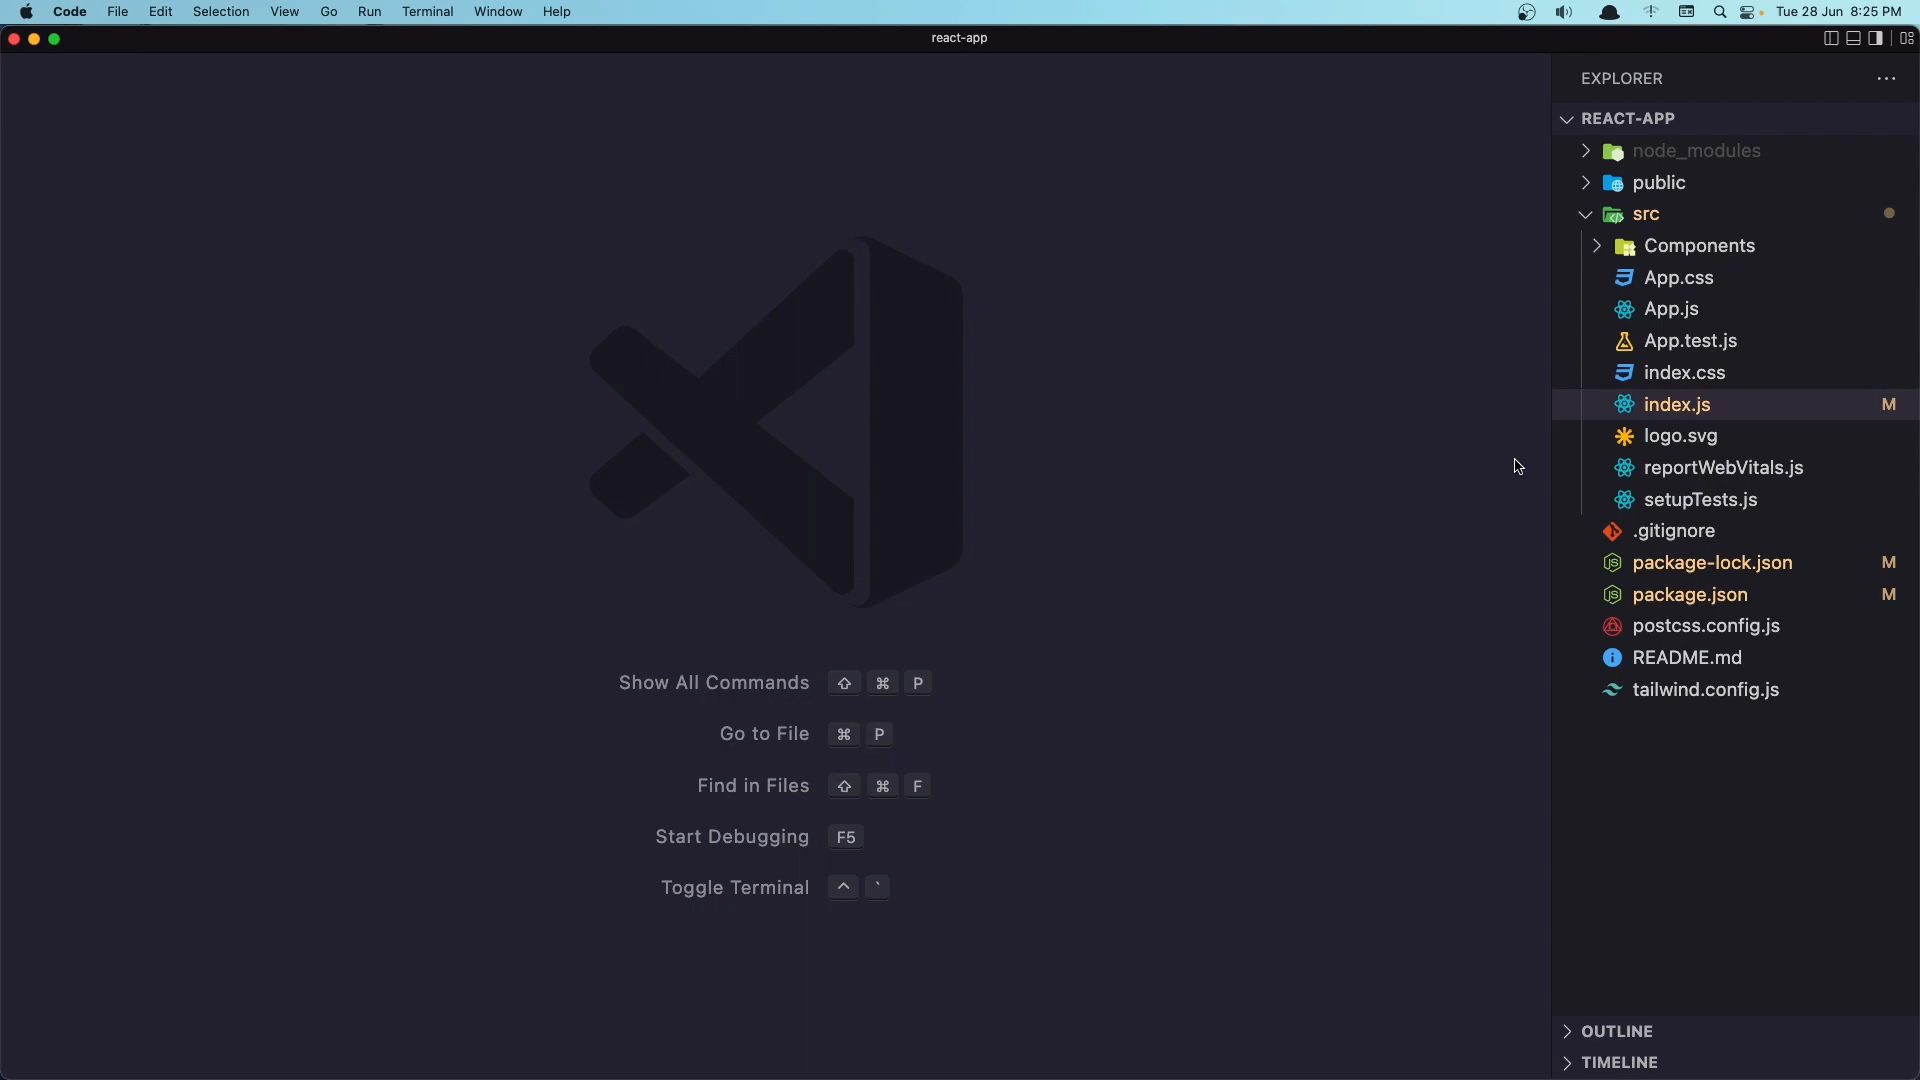 Code File Edit Selection View Go Run Terminal Window Help
Tue 28 Jun 8:25 PM
react-app
EXPLORER
REACT-APP
node_modules
public
src
Components
App.css
App.js
App.test.js
index.css
index.js M
logo.svg
reportWebVitals.js
setupTests.js
.gitignore
package-lock.json M
package.json M
postcss.config.js
README.md
tailwind.config.js
Show All Commands ⇧ ⌘ P
Go to File ⌘ P
Find in Files ⇧ ⌘ F
Start Debugging F5
Toggle Terminal ^ `
OUTLINE
TIMELINE